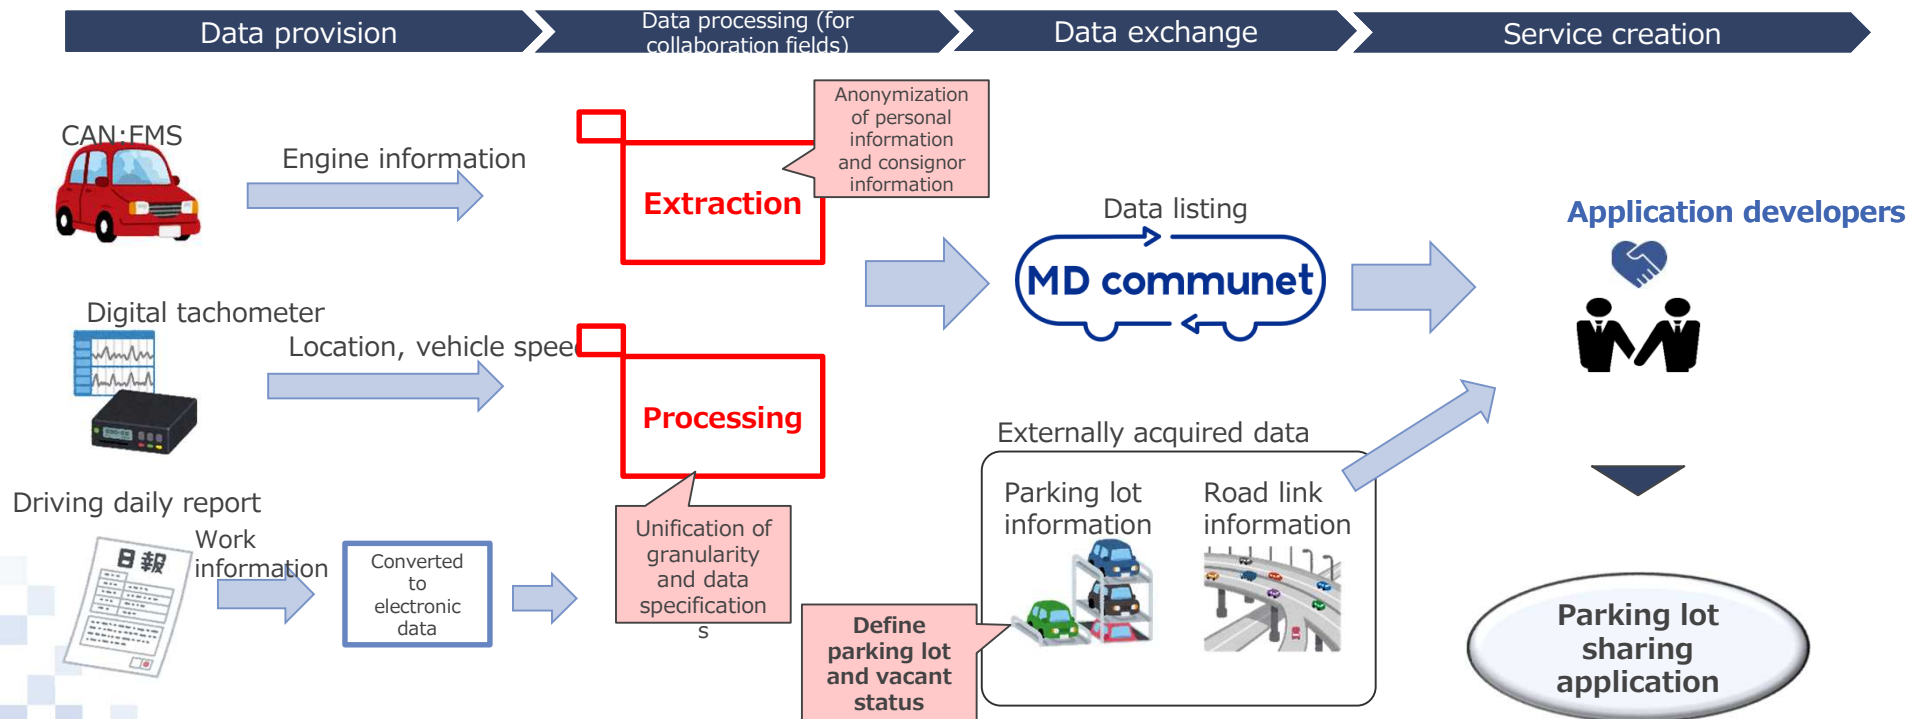 Data provision
Data processing (for
collaboration fields)
Data exchange
Service creation
CAN:FMS
Engine information
Extraction
Anonymization
of personal
information
and consignor
information
Data listing
MD communet
Application developers
Digital tachometer
Location, vehicle speed
Processing
Externally acquired data
Parking lot
information
Road link
information
Driving daily report
日報
Work
information
Converted
to
electronic
data
Unification of
granularity
and data
specification
s
Define
parking lot
and vacant
status
Parking lot
sharing
application